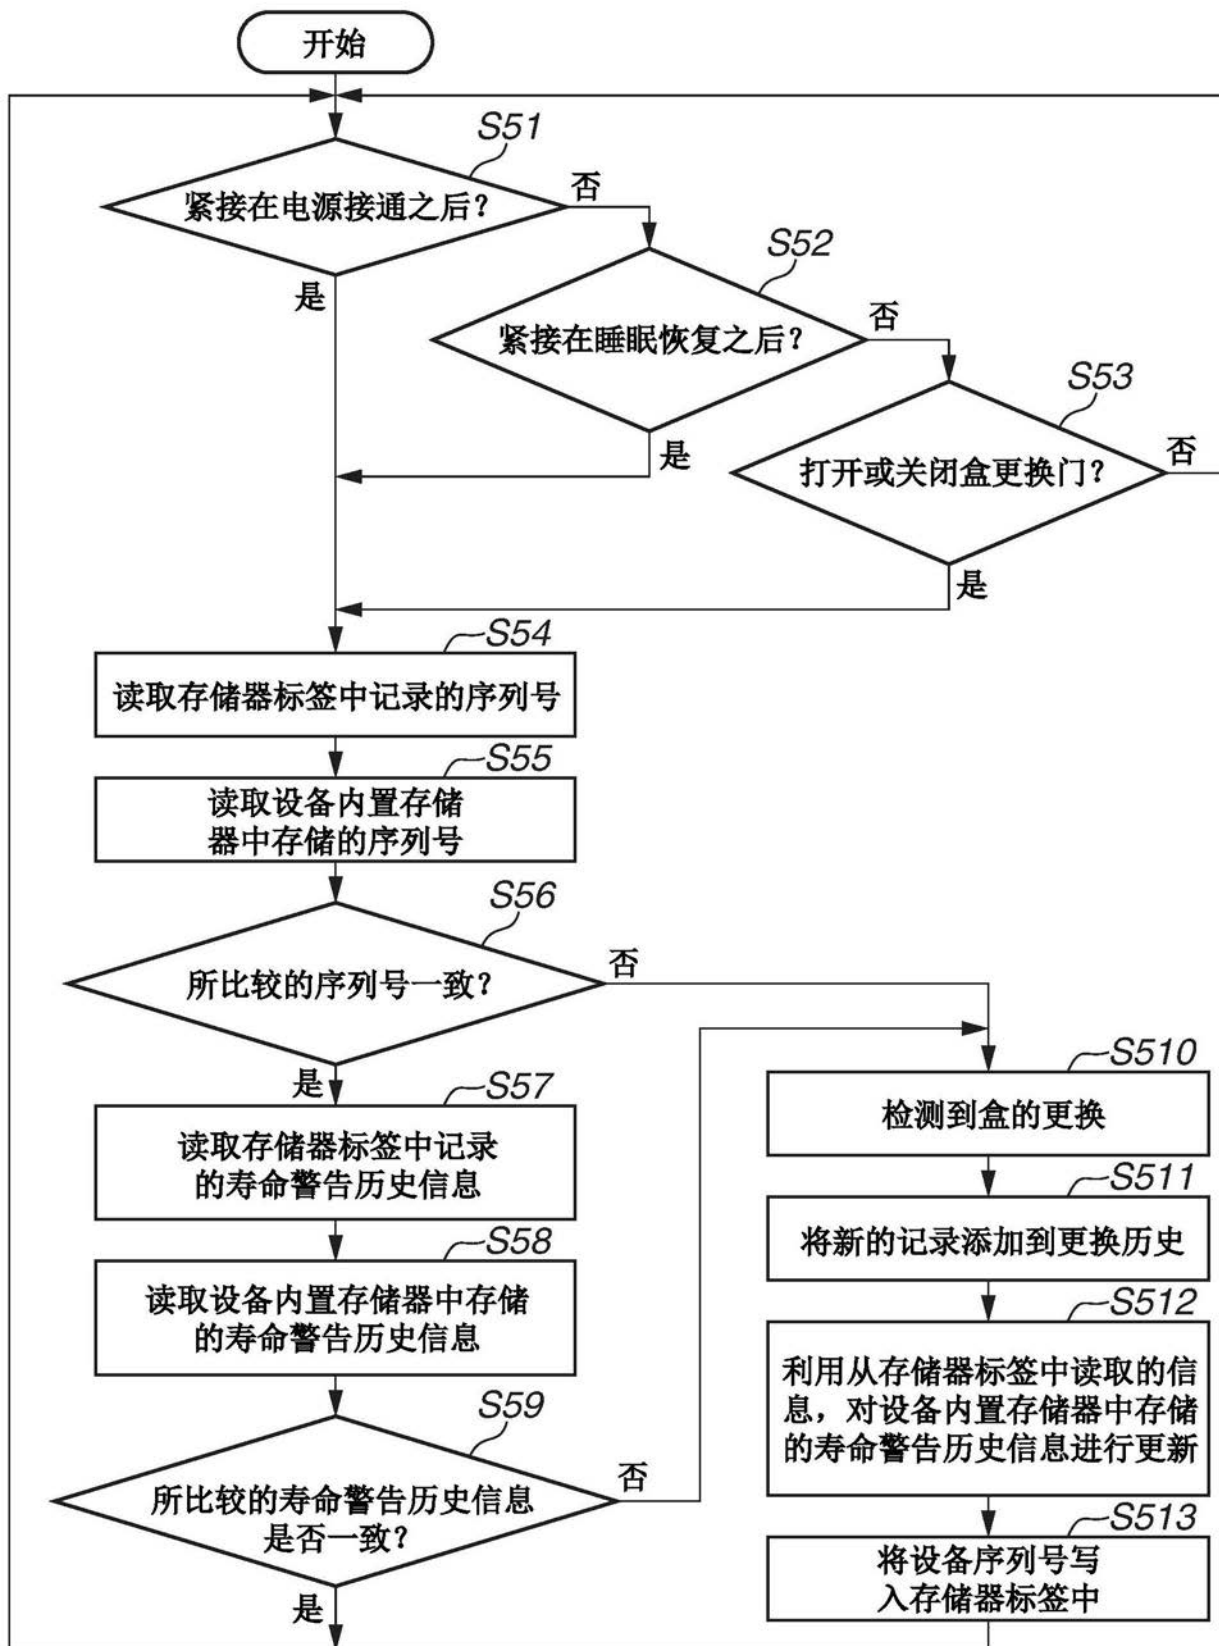 开始
S51
紧接在电源接通之后？
否
是
S52
紧接在睡眠恢复之后？
否
是
S53
打开或关闭盒更换门？
否
是
S54
读取存储器标签中记录的序列号
S55
读取设备内置存储
器中存储的序列号
S56
所比较的序列号一致？
否
是
S57
读取存储器标签中记录
的寿命警告历史信息
S58
读取设备内置存储器中存储
的寿命警告历史信息
S59
所比较的寿命警告历史信息
是否一致？
否
是
S510
检测到盒的更换
S511
将新的记录添加到更换历史
S512
利用从存储器标签中读取的信
息，对设备内置存储器中存储
的寿命警告历史信息进行更新
S513
将设备序列号写
入存储器标签中